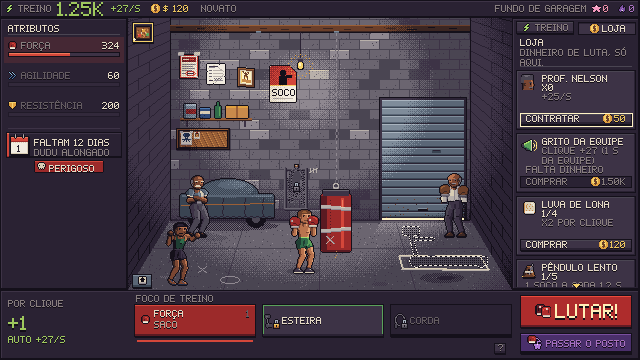 TREINO 1.25K +27/S $ 120 NOVATO FUNDO DE GARAGEM 0 0
ATRIBUTOS
FORÇA 324
AGILIDADE 60
RESISTÊNCIA 200
1 FALTAM 12 DIAS
DUDU ALONGADO
PERIGOSO
SOCO
TREINO LOJA
LOJA
DINHEIRO DE LUTA, SÓ
AQUI.
PROF. NELSON
X0
+25/S
CONTRATAR $50
GRITO DA EQUIPE
CLIQUE +27 (1 S
DA EQUIPE)
FALTA DINHEIRO
COMPRAR $1.50K
LUVA DE LONA
1/4
X2 POR CLIQUE
COMPRAR $120
PÊNDULO LENTO
1/5
POR CLIQUE
+1
AUTO +27/S
FOCO DE TREINO
FORÇA 1
SACO
ESTEIRA
CORDA
?
LUTAR!
PASSAR O POSTO